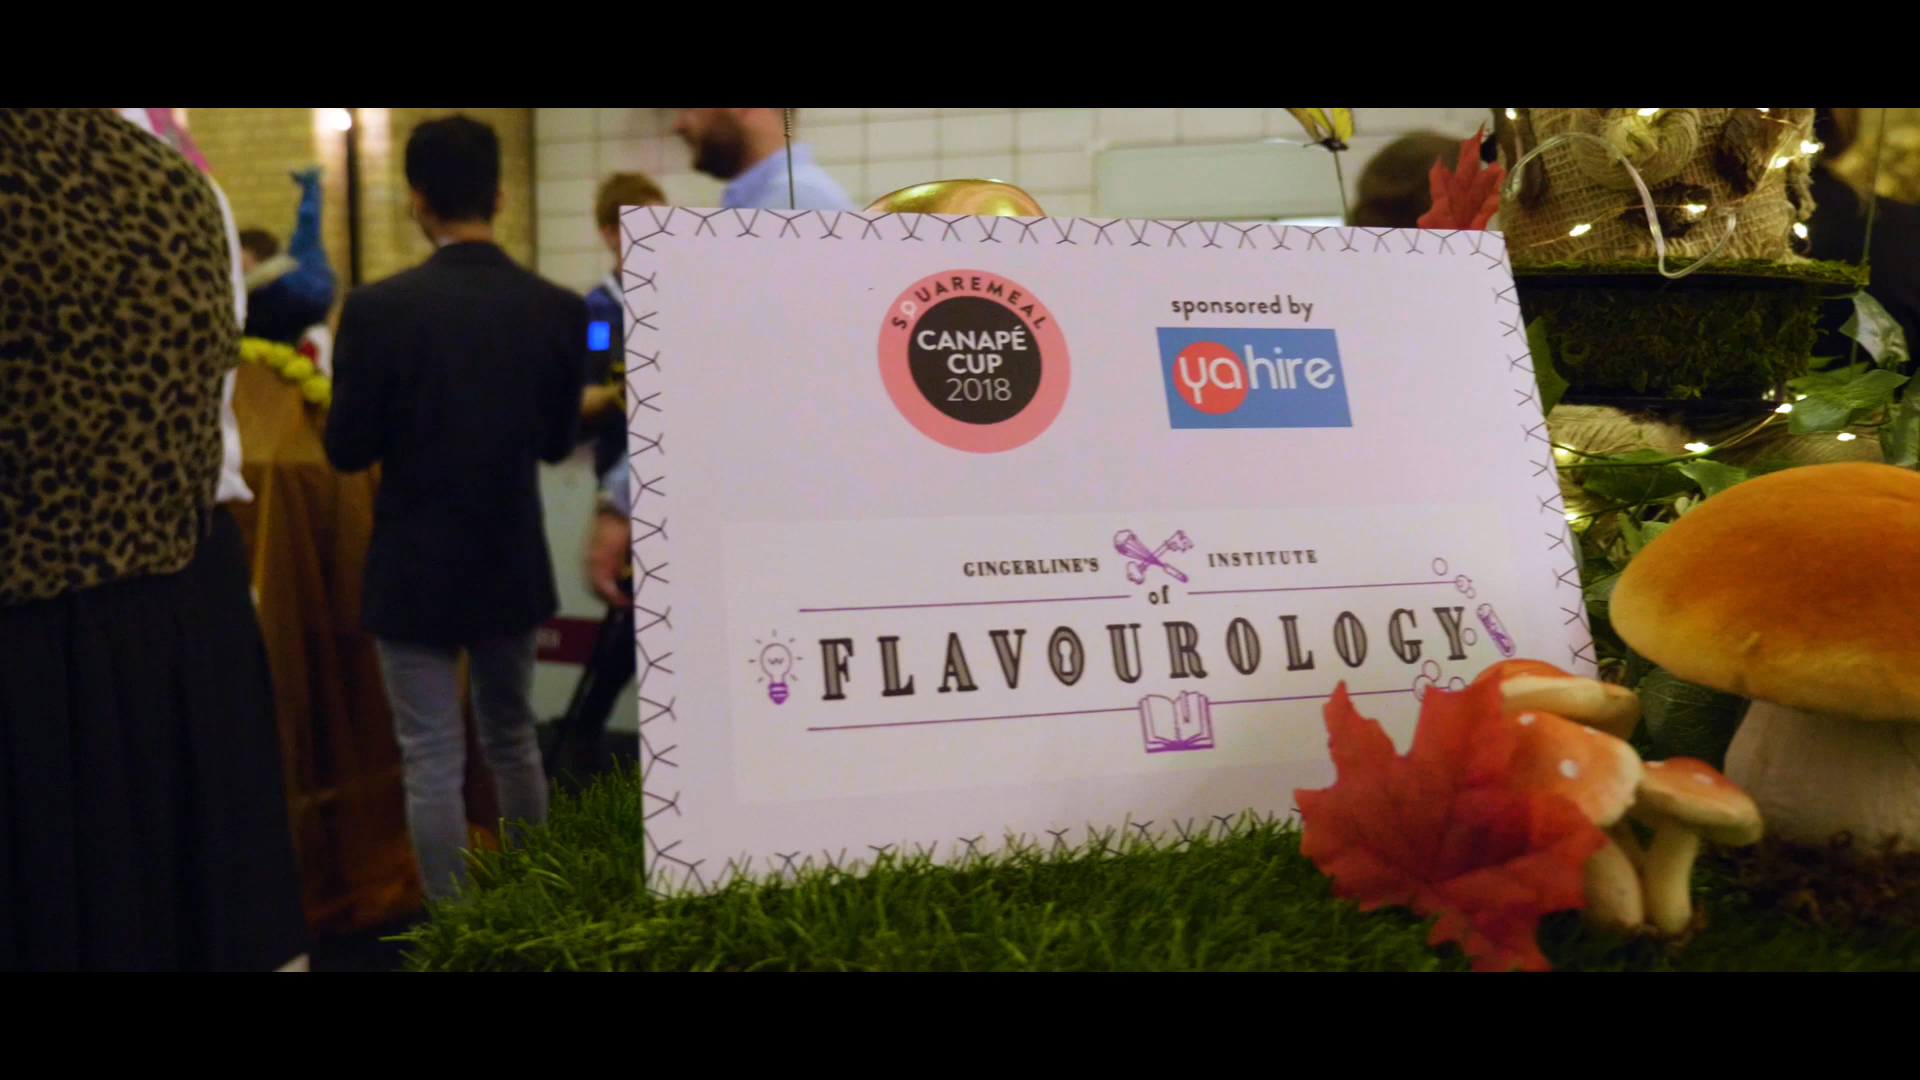 SQUAREMEAL
CANAPÉ
CUP
2018
sponsored by
yahire
GINGERLINE'S INSTITUTE
of
FLAVOUROLOGY